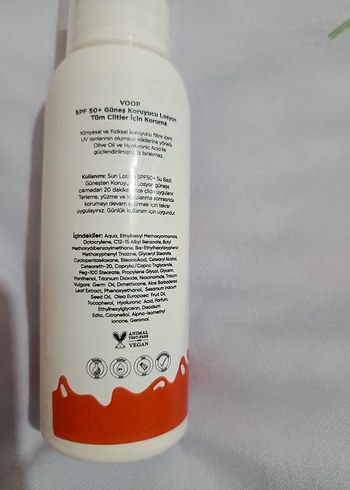 VOOP
SPF 50+ Güneş Koruyucu Losyon
Tüm Ciltler İçin Koruma
Kimyasal ve Fiziksel koruyucu filtre içerir.
UV ışınlarının olumsuz etkilerine yönelik
Olive Oil ve Hyaluronic Acid ile
güçlendirilmiştir. İz bırakmaz.
Kullanımı: Sun Lotion SPF50+ Su Bazlı
Güneşten Koruyucu Losyon güneşe
çıkmadan 20 dakika önce cilde uygulanır.
Terleme, yüzme ve kurulanma sonrasında
korumayı devam ettirmek için tekrar
uygulayınız. Günlük kullanım için uygundur.
İçindekiler: Aqua, Ethylhexyl Methoxycinnamate,
Octocrylene, C12-15 Alkyl Benzoate, Butyl
Methoxydibenzoylmethane, Bis-Ethylhexyloxyphenol
Methoxyphenyl Triazine, Glyceryl Stearate,
Cyclopentasiloxane, Stearic Acid, Cetearyl Alcohol,
Ceteareth-20, Caprylic/Capric Triglyceride,
Peg-100 Stearate, Propylene Glycol, Glycerin,
Panthenol, Titanium Dioxide, Niacinamide, Triticum
Vulgare Germ Oil, Dimethicone, Aloe Barbadensis
Leaf Extract, Phenoxyethanol, Sesamum Indicum
Seed Oil, Olea Europaea Fruit Oil,
Tocopherol, Hyaluronic Acid, Parfum,
Ethylhexylglycerin, Disodium
Edta, Citronellol, Alpha-Isomethyl
Ionone, Geraniol.
ANIMAL
TEST-FREE
VEGAN